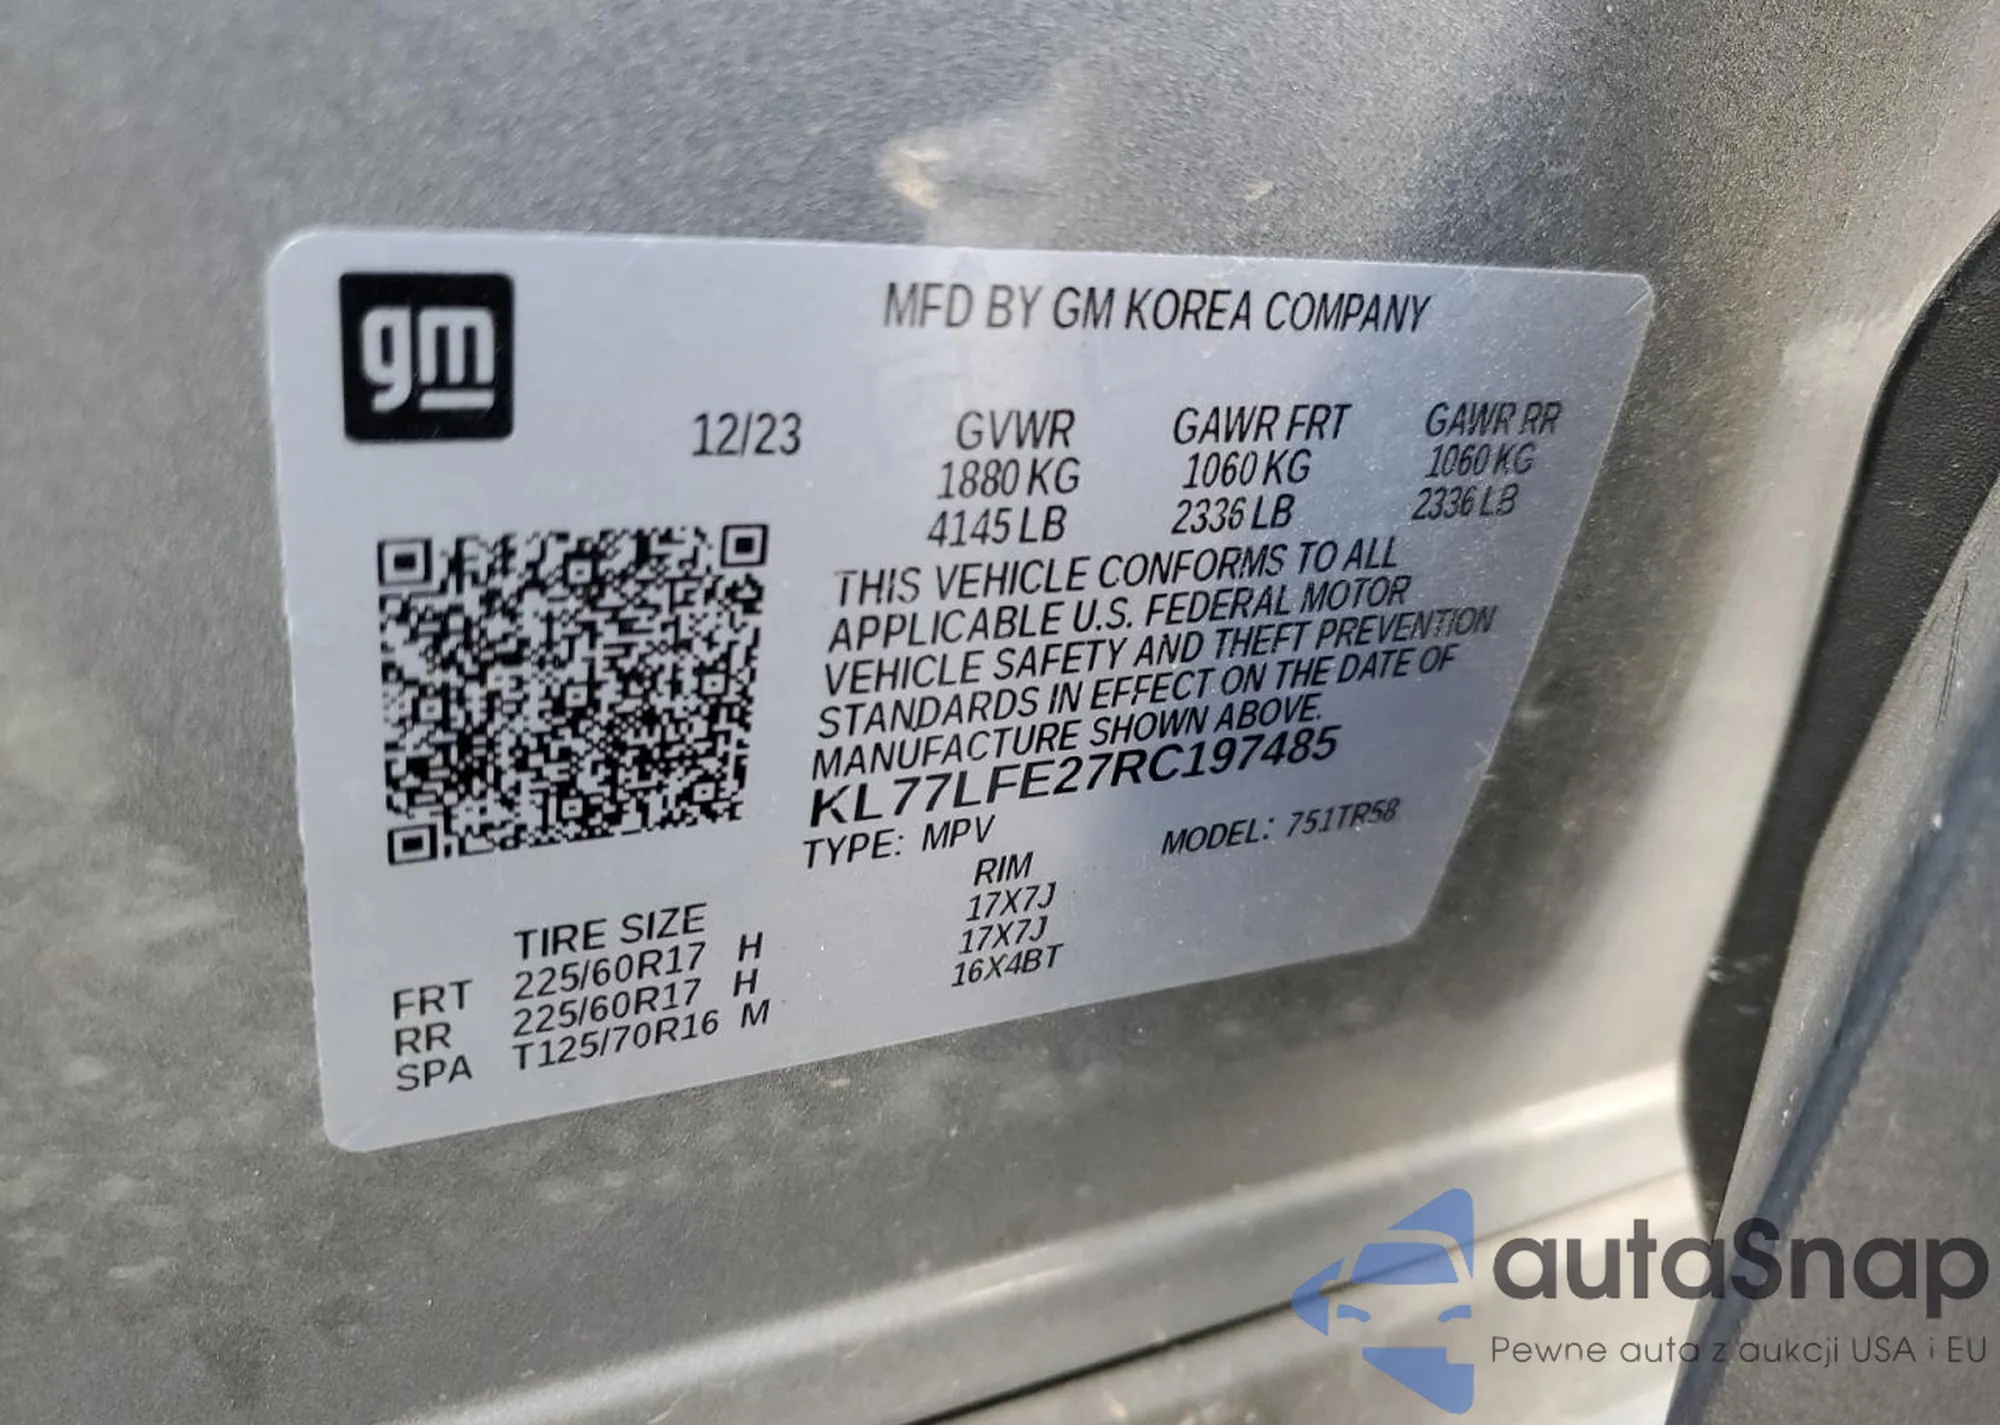 gm
MFD BY GM KOREA COMPANY
12/23
GVWR GAWR FRT GAWR RR
1880 KG 1060 KG 1060 KG
4145 LB 2336 LB 2336 LB
THIS VEHICLE CONFORMS TO ALL
APPLICABLE U.S. FEDERAL MOTOR
VEHICLE SAFETY AND THEFT PREVENTION
STANDARDS IN EFFECT ON THE DATE OF
MANUFACTURE SHOWN ABOVE.
KL77LFE27RC197485
TYPE: MPV MODEL: 751TR58
TIRE SIZE RIM
FRT 225/60R17 H 17X7J
RR 225/60R17 H 17X7J
SPA T125/70R16 M 16X4BT
autaSnap
Pewne auta z aukcji USA i EU